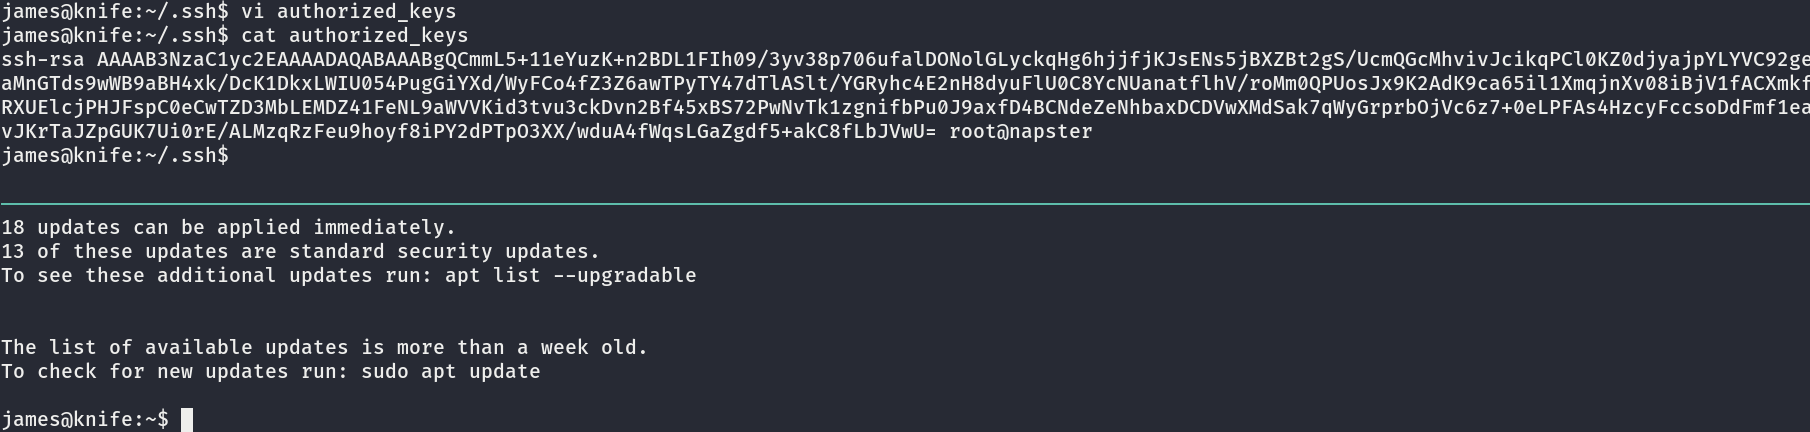 james@knife:~/.ssh$ vi authorized_keys
james@knife:~/.ssh$ cat authorized_keys
ssh-rsa AAAAB3NzaC1yc2EAAAADAQABAAABgQCmmL5+11eYuzK+n2BDL1FIh09/3yv38p706ufalDONolGLyckqHg6hjjfjKJsENs5jBXZBt2gS/UcmQGcMhvivJcikqPCl0KZ0djyajpYLYVC92ge
aMnGTds9wWB9aBH4xk/DcK1DkxLWIU054PugGiYXd/WyFCo4fZ3Z6awTPyTY47dTlASlt/YGRyhc4E2nH8dyuFlU0C8YcNUanatflhV/roMm0QPUosJx9K2AdK9ca65il1XmqjnXv08iBjV1fACXmkf
RXUElcjPHJFspC0eCwTZD3MbLEMDZ41FeNL9aWVVKid3tvu3ckDvn2Bf45xBS72PwNvTk1zgnifbPu0J9axfD4BCNdeZeNhbaxDCDVwXMdSak7qWyGrprbOjVc6z7+0eLPFAs4HzcyFccsoDdFmf1ea
vJKrTaJZpGUK7Ui0rE/ALMzqRzFeu9hoyf8iPY2dPTpO3XX/wduA4fWqsLGaZgdf5+akC8fLbJVwU= root@napster
james@knife:~/.ssh$
18 updates can be applied immediately.
13 of these updates are standard security updates.
To see these additional updates run: apt list --upgradable
The list of available updates is more than a week old.
To check for new updates run: sudo apt update
james@knife:~$